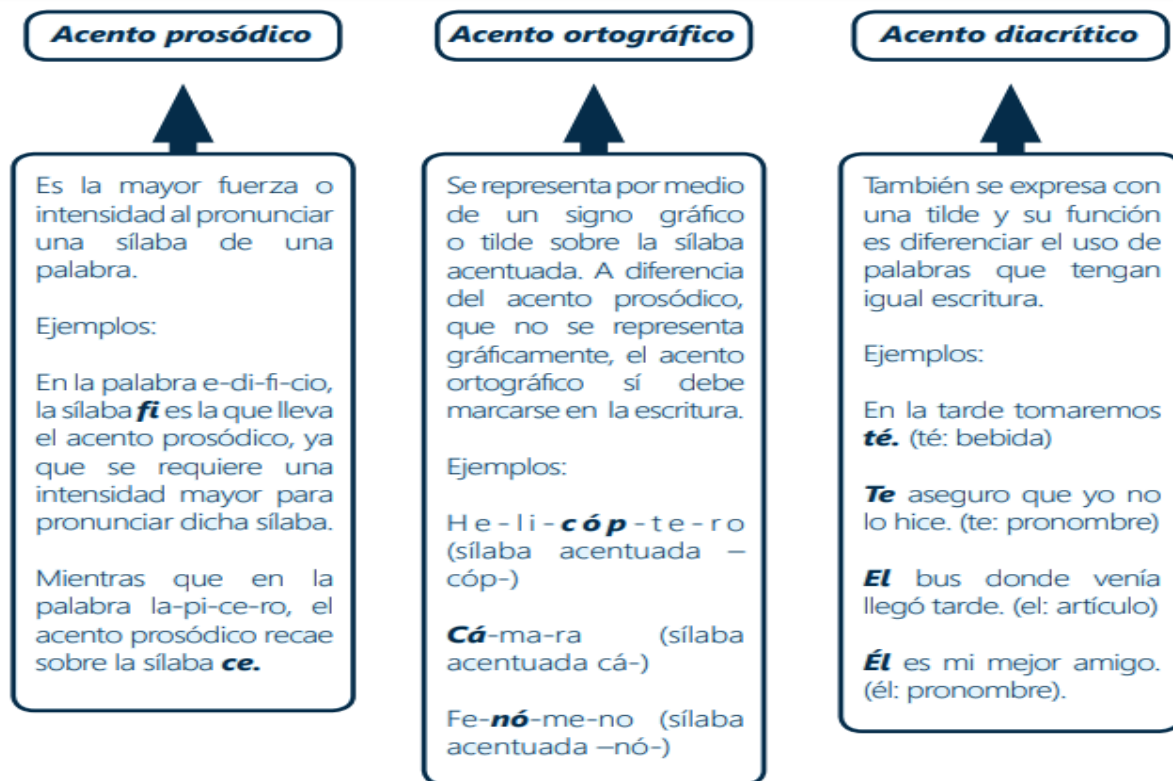 Acento prosódico
Es la mayor fuerza o
intensidad al pronunciar
una sílaba de una
palabra.
Ejemplos:
En la palabra e-di-fi-cio,
la sílaba fi es la que lleva
el acento prosódico, ya
que se requiere una
intensidad mayor para
pronunciar dicha sílaba.
Mientras que en la
palabra la-pi-ce-ro, el
acento prosódico recae
sobre la sílaba ce.
Acento ortográfico
Se representa por medio
de un signo gráfico
o tilde sobre la sílaba
acentuada. A diferencia
del acento prosódico,
que no se representa
gráficamente, el acento
ortográfico sí debe
marcarse en la escritura.
Ejemplos:
He-li-cóp-te-ro
(sílaba acentuada –
cóp-)
Cá-ma-ra (sílaba
acentuada cá-)
Fe-nó-me-no (sílaba
acentuada –nó-)
Acento diacrítico
También se expresa con
una tilde y su función
es diferenciar el uso de
palabras que tengan
igual escritura.
Ejemplos:
En la tarde tomaremos
té. (té: bebida)
Te aseguro que yo no
lo hice. (te: pronombre)
El bus donde venía
llegó tarde. (el: artículo)
Él es mi mejor amigo.
(él: pronombre).